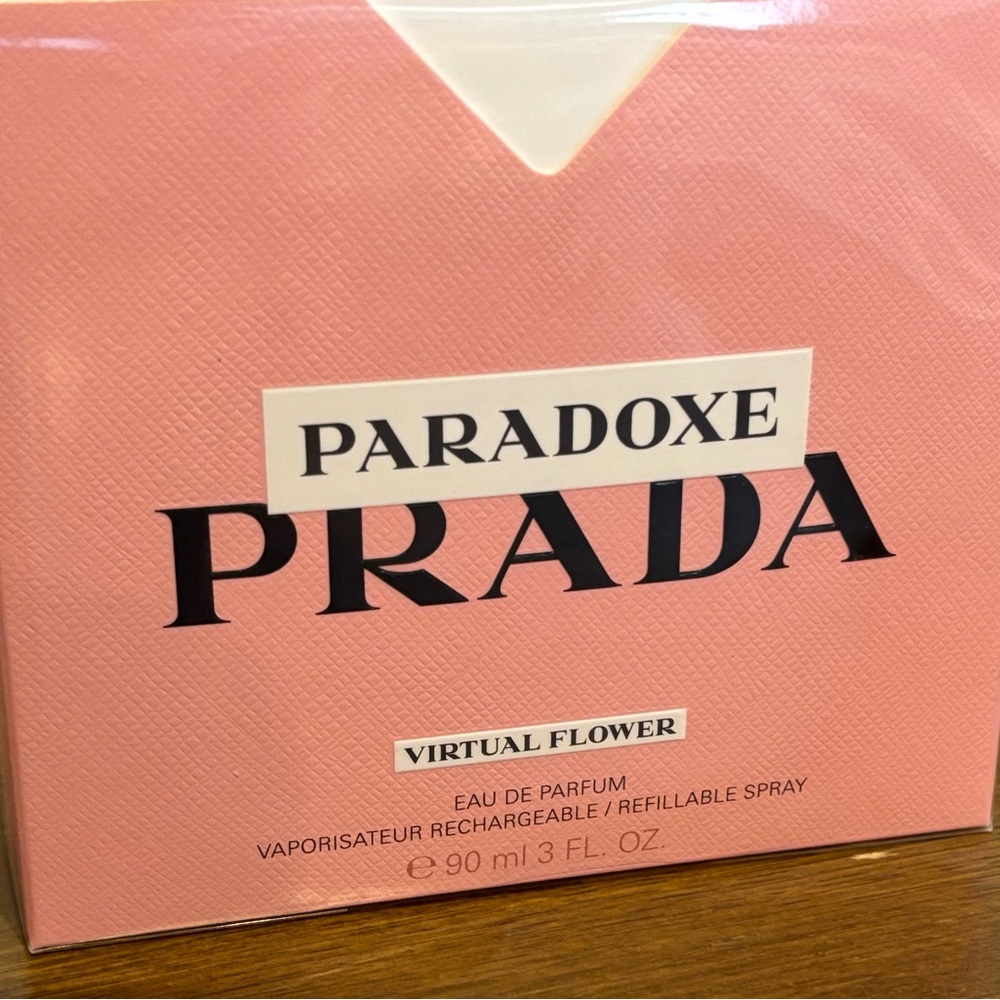 PARADOXE
PRADA
VIRTUAL FLOWER
EAU DE PARFUM
VAPORISATEUR RECHARGEABLE / REFILLABLE SPRAY
℮ 90 ml 3 FL. OZ.